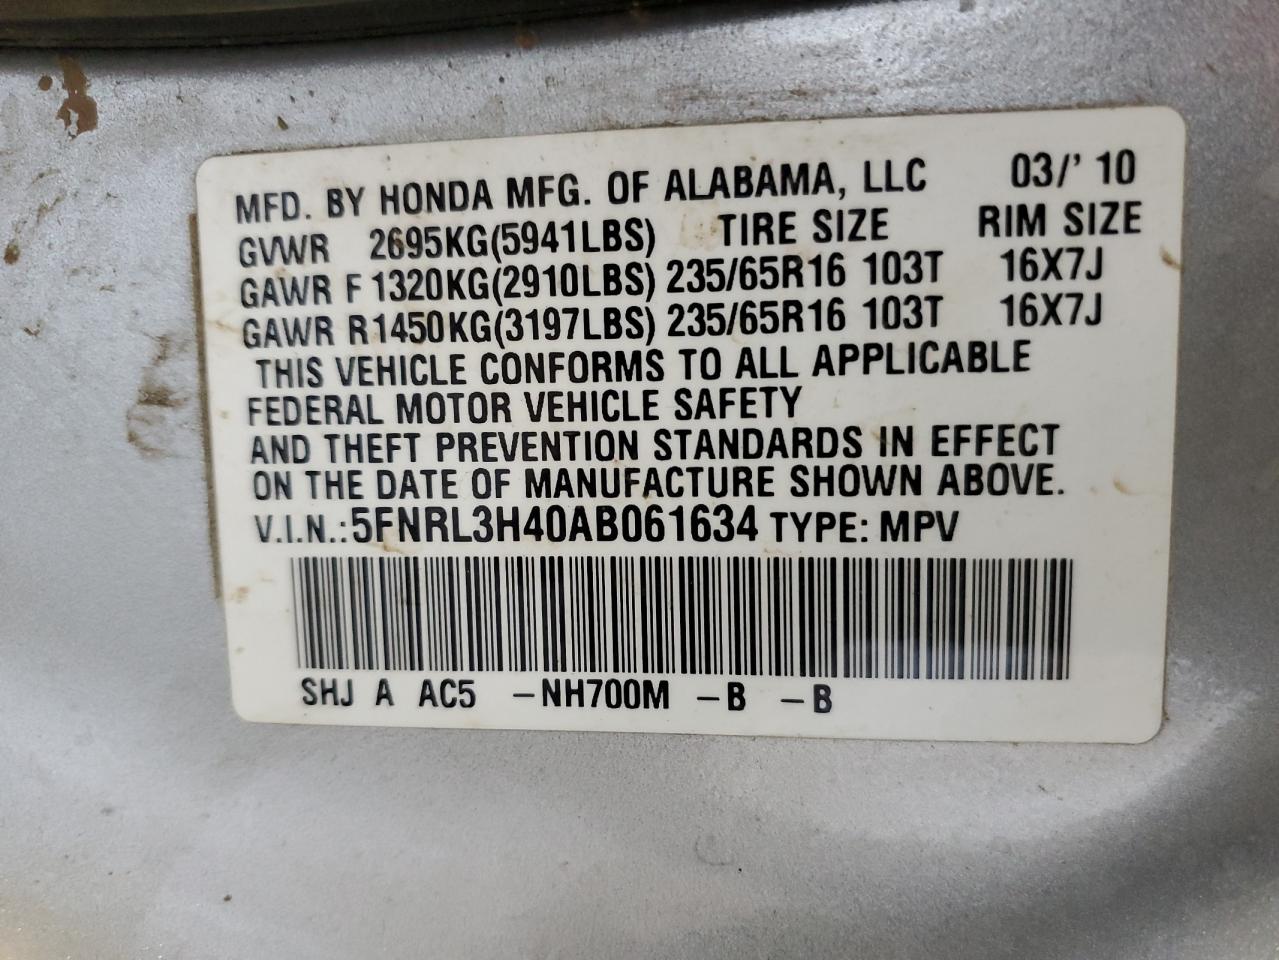 MFD. BY HONDA MFG. OF ALABAMA, LLC 03/' 10
GVWR 2695KG(5941LBS) TIRE SIZE RIM SIZE
GAWR F 1320KG(2910LBS) 235/65R16 103T 16X7J
GAWR R1450KG(3197LBS) 235/65R16 103T 16X7J
THIS VEHICLE CONFORMS TO ALL APPLICABLE
FEDERAL MOTOR VEHICLE SAFETY
AND THEFT PREVENTION STANDARDS IN EFFECT
ON THE DATE OF MANUFACTURE SHOWN ABOVE.
V.I.N.: 5FNRL3H40AB061634 TYPE: MPV
SHJ A AC5 -NH700M -B -B